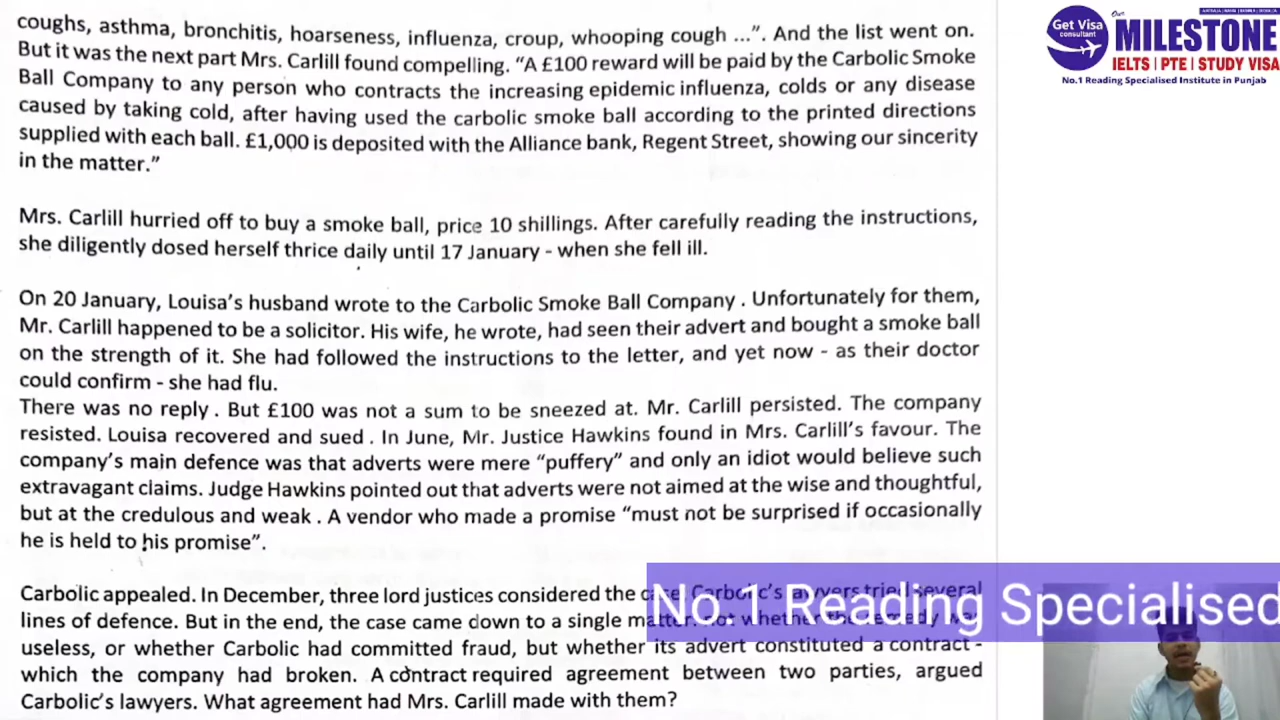 coughs, asthma, bronchitis, hoarseness, influenza, croup, whooping cough ...”. And the list went on.
But it was the next part Mrs. Carlill found compelling. “A £100 reward will be paid by the Carbolic Smoke
Ball Company to any person who contracts the increasing epidemic influenza, colds or any disease
caused by taking cold, after having used the carbolic smoke ball according to the printed directions
supplied with each ball. £1,000 is deposited with the Alliance bank, Regent Street, showing our sincerity
in the matter.”
Mrs. Carlill hurried off to buy a smoke ball, price 10 shillings. After carefully reading the instructions,
she diligently dosed herself thrice daily until 17 January - when she fell ill.
On 20 January, Louisa’s husband wrote to the Carbolic Smoke Ball Company . Unfortunately for them,
Mr. Carlill happened to be a solicitor. His wife, he wrote, had seen their advert and bought a smoke ball
on the strength of it. She had followed the instructions to the letter, and yet now - as their doctor
could confirm - she had flu.
There was no reply . But £100 was not a sum to be sneezed at. Mr. Carlill persisted. The company
resisted. Louisa recovered and sued . In June, Mr. Justice Hawkins found in Mrs. Carlill’s favour. The
company’s main defence was that adverts were mere “puffery” and only an idiot would believe such
extravagant claims. Judge Hawkins pointed out that adverts were not aimed at the wise and thoughtful,
but at the credulous and weak . A vendor who made a promise “must not be surprised if occasionally
he is held to his promise”.
Carbolic appealed. In December, three lord justices considered the case. Carbolic’s lawyers tried several
lines of defence. But in the end, the case came down to a single matter: not whether the remedy was
useless, or whether Carbolic had committed fraud, but whether its advert constituted a contract -
which the company had broken. A contract required agreement between two parties, argued
Carbolic’s lawyers. What agreement had Mrs. Carlill made with them?
Get Visa
consultant
Our
MILESTONE
IELTS | PTE | STUDY VISA
No.1 Reading Specialised Institute in Punjab
No.1 Reading Specialised